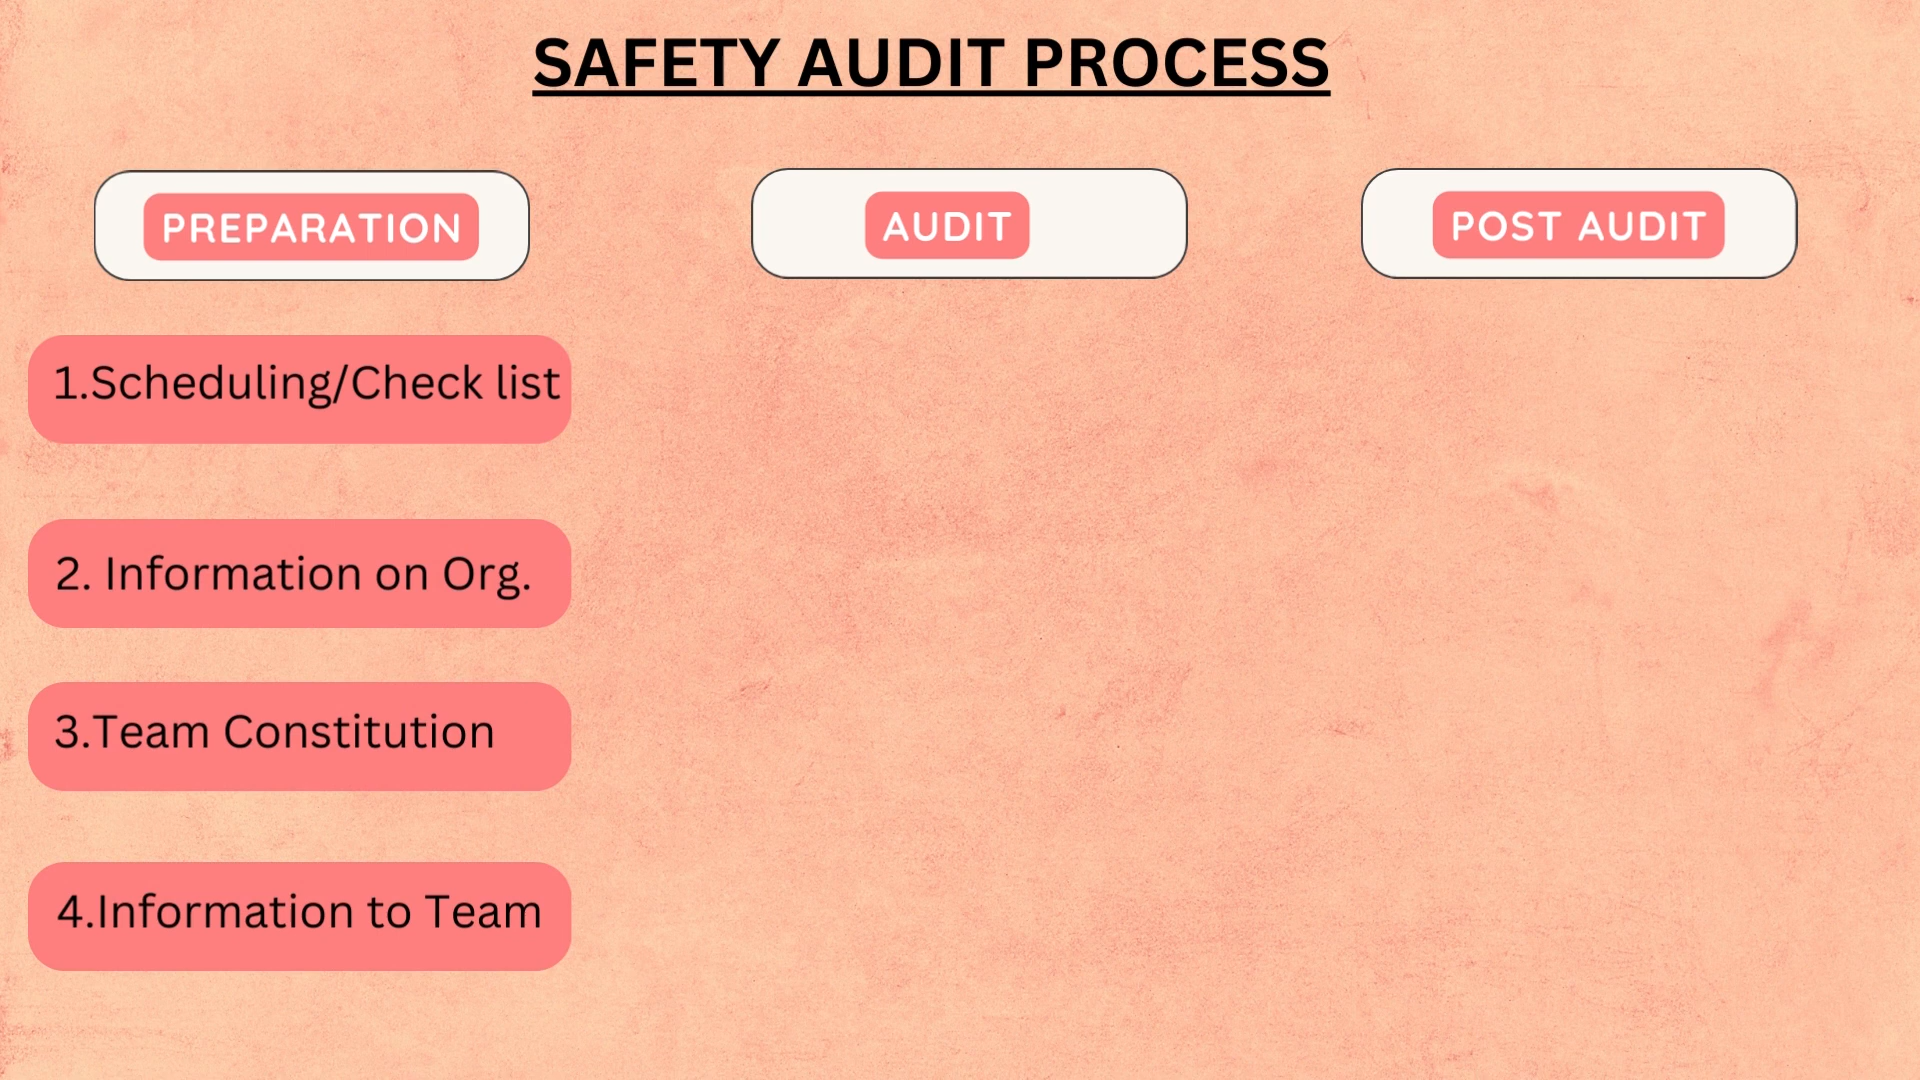 SAFETY AUDIT PROCESS
PREPARATION
AUDIT
POST AUDIT
1.Scheduling/Check list
2. Information on Org.
3.Team Constitution
4.Information to Team